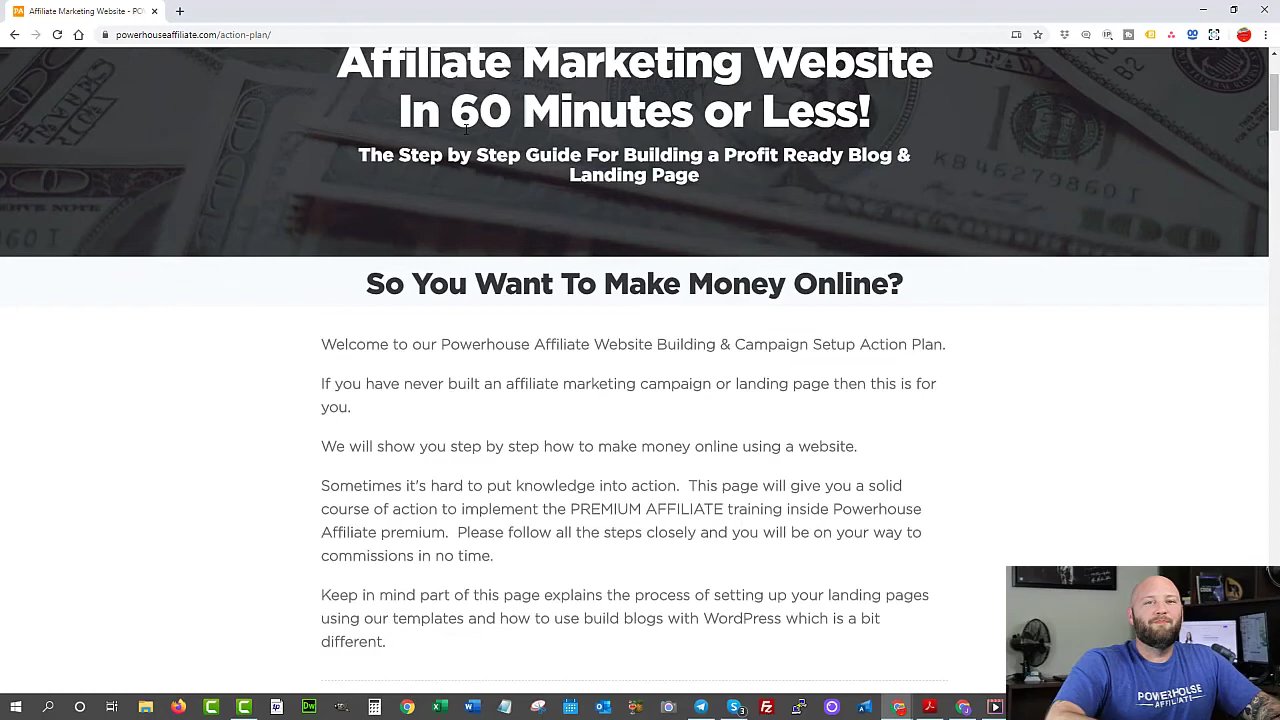 Affiliate Marketing Website - PO
powerhouseaffiliate.com/action-plan/
Affiliate Marketing Website
In 60 Minutes or Less!
The Step by Step Guide For Building a Profit Ready Blog &
Landing Page
B2
KB46279860 I
So You Want To Make Money Online?
Welcome to our Powerhouse Affiliate Website Building & Campaign Setup Action Plan.
If you have never built an affiliate marketing campaign or landing page then this is for
you.
We will show you step by step how to make money online using a website.
Sometimes it's hard to put knowledge into action. This page will give you a solid
course of action to implement the PREMIUM AFFILIATE training inside Powerhouse
Affiliate premium. Please follow all the steps closely and you will be on your way to
commissions in no time.
Keep in mind part of this page explains the process of setting up your landing pages
using our templates and how to use build blogs with WordPress which is a bit
different.
POWERHOUSE
AFFILIATE